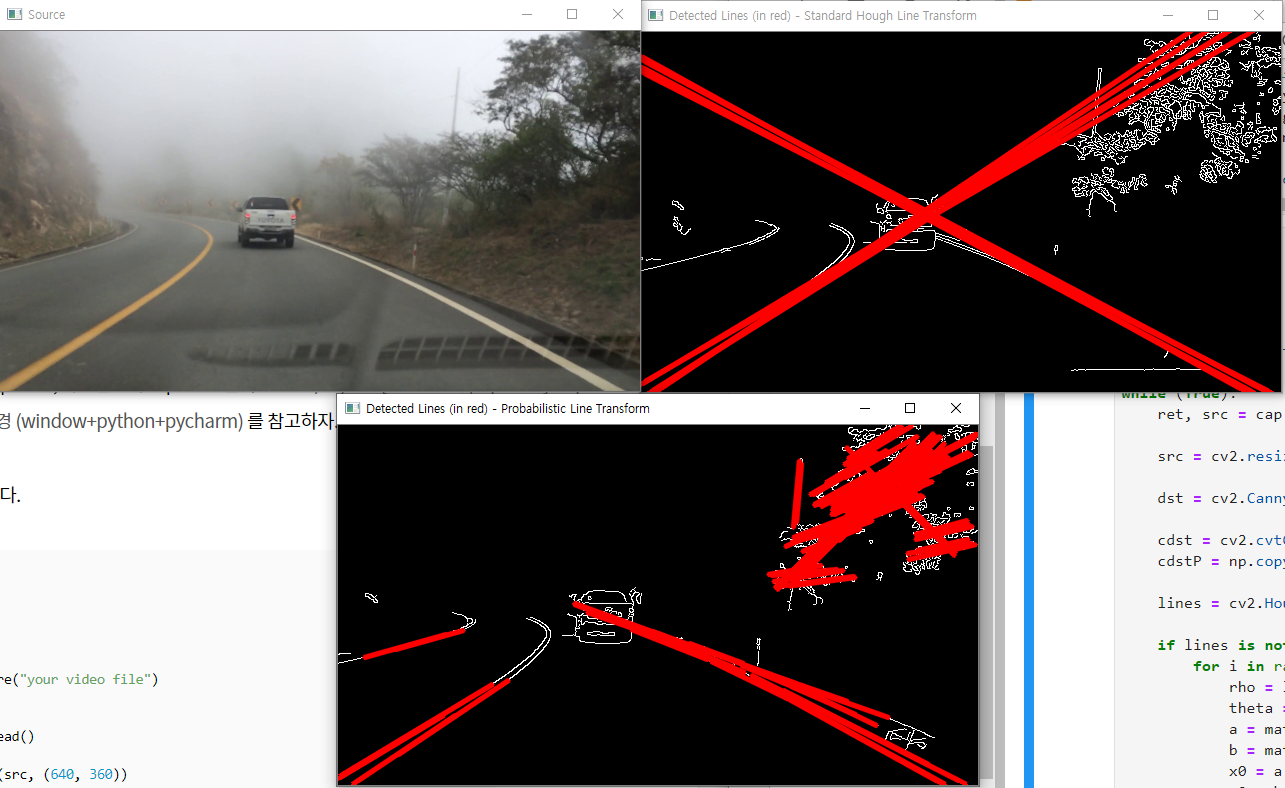 Source
Detected Lines (in red) - Standard Hough Line Transform
경 (window+python+pycharm) 를 참고하자.
다.
Detected Lines (in red) - Probabilistic Line Transform
re("your video file")
ead()
(src, (640, 360))
while (True):
ret, src = cap
src = cv2.resi
dst = cv2.Canny
cdst = cv2.cvt
cdstP = np.copy
lines = cv2.Hou
if lines is not
for i in ra
rho = l
theta =
a = mat
b = mat
x0 = a